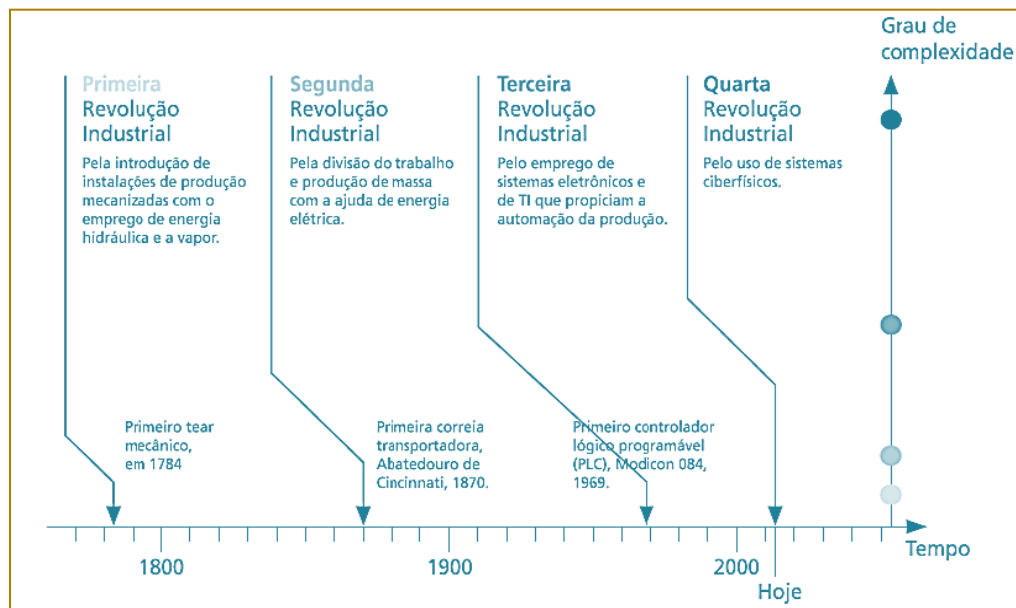 Grau de
complexidade
Primeira
Revolução
Industrial
Pela introdução de
instalações de produção
mecanizadas com o
emprego de energia
hidráulica e a vapor.
Segunda
Revolução
Industrial
Pela divisão do trabalho
e produção de massa
com a ajuda de energia
elétrica.
Terceira
Revolução
Industrial
Pelo emprego de
sistemas eletrônicos e
de TI que propiciam a
automação da produção.
Quarta
Revolução
Industrial
Pelo uso de sistemas
ciberfísicos.
Primeiro tear
mecânico,
em 1784
Primeira correia
transportadora,
Abatedouro de
Cincinnati, 1870.
Primeiro controlador
lógico programável
(PLC), Modicon 084,
1969.
1800
1900
2000
Tempo
Hoje